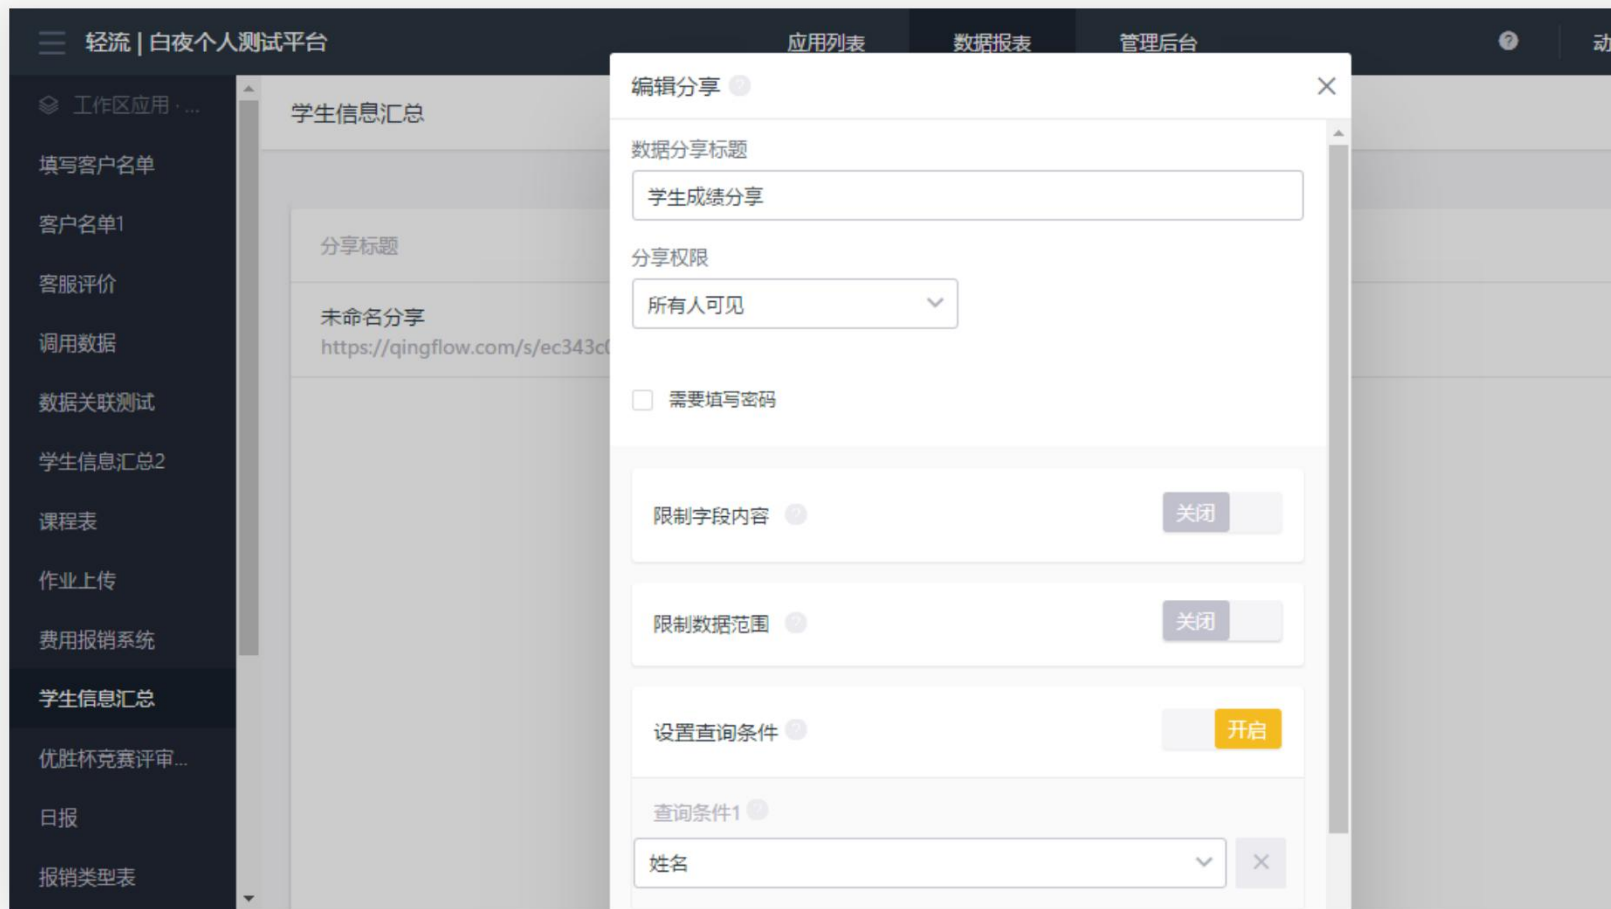 轻流 | 白夜个人测试平台
应用列表
数据报表
管理后台
动
工作区应用 · ...
填写客户名单
客户名单1
客服评价
调用数据
数据关联测试
学生信息汇总2
课程表
作业上传
费用报销系统
学生信息汇总
优胜杯竞赛评审...
日报
报销类型表
学生信息汇总
分享标题
未命名分享
https://qingflow.com/s/ec343c
编辑分享
数据分享标题
学生成绩分享
分享权限
所有人可见
需要填写密码
限制字段内容
关闭
限制数据范围
关闭
设置查询条件
开启
查询条件1
姓名